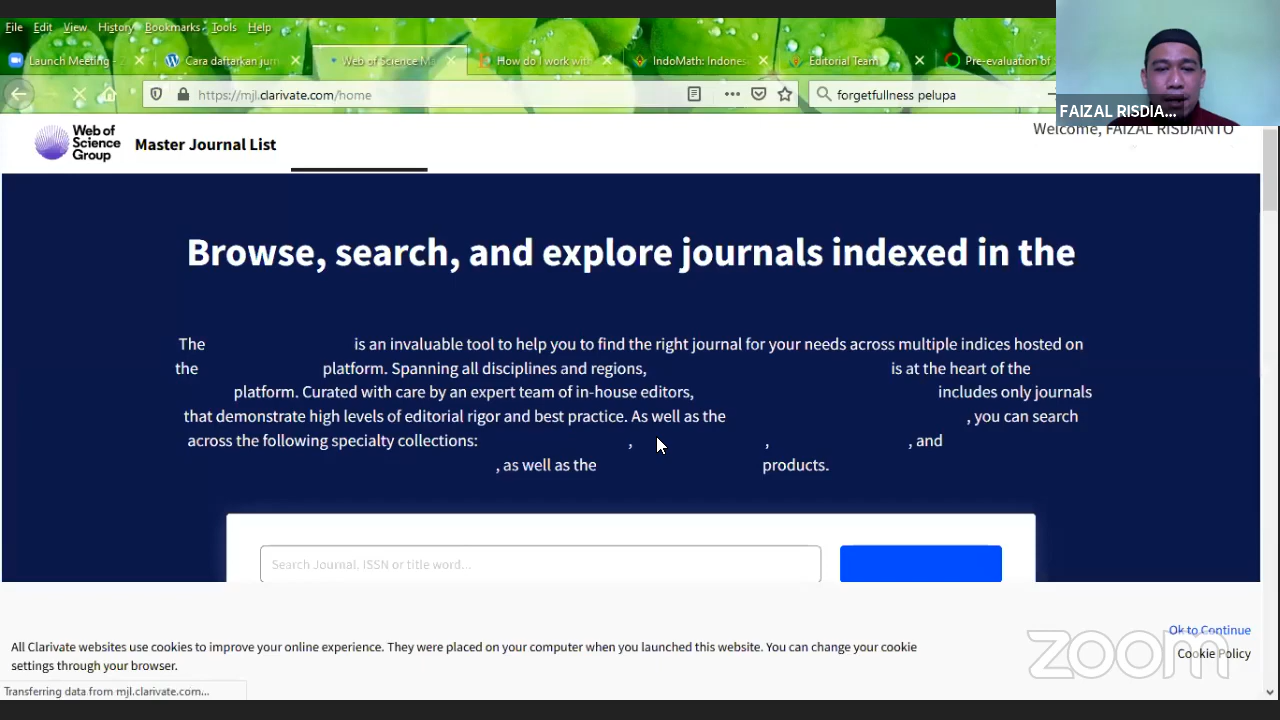 File Edit View History Bookmarks Tools Help
Launch Meeting - Z
Cara daftarkan jurn
Web of Science Ma
How do I work with
IndoMath: Indones
Editorial Team
Pre-evaluation of
https://mjl.clarivate.com/home
forgetfullness pelupa
FAIZAL RISDIA...
Web of Science Group
Master Journal List
Welcome, FAIZAL RISDIANTO
Browse, search, and explore journals indexed in the
The is an invaluable tool to help you to find the right journal for your needs across multiple indices hosted on
the platform. Spanning all disciplines and regions, is at the heart of the
platform. Curated with care by an expert team of in-house editors, includes only journals
that demonstrate high levels of editorial rigor and best practice. As well as the , you can search
across the following specialty collections: , , , and
, as well as the products.
Search Journal, ISSN or title word...
Ok to Continue
All Clarivate websites use cookies to improve your online experience. They were placed on your computer when you launched this website. You can change your cookie
settings through your browser.
Cookie Policy
zoom
Transferring data from mjl.clarivate.com...